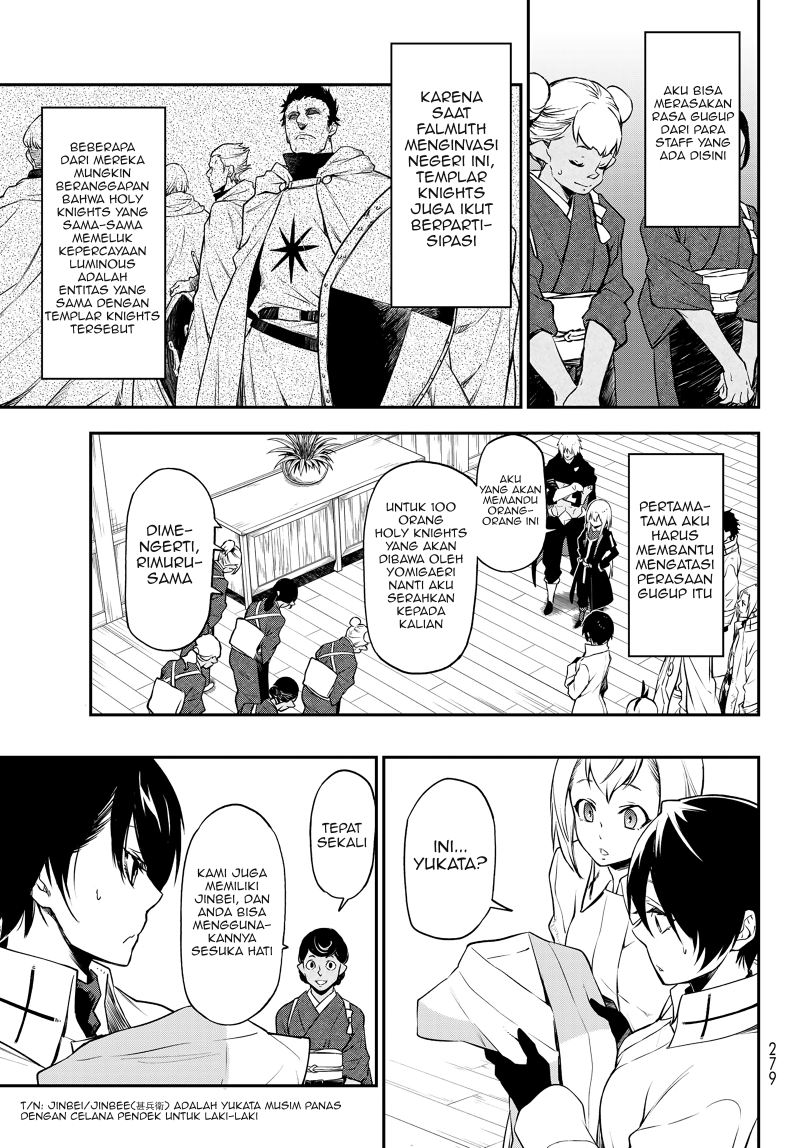 AKU BISA
MERASAKAN
RASA GUGUP
DARI PARA
STAFF YANG
ADA DISINI
KARENA
SAAT
FALMUTH
MENGINVASI
NEGERI INI,
TEMPLAR
KNIGHTS
JUGA IKUT
BERPARTI-
SIPASI
BEBERAPA
DARI MEREKA
MUNGKIN
BERANGGAPAN
BAHWA HOLY
KNIGHTS YANG
SAMA-SAMA
MEMELUK
KEPERCAYAAN
LUMINOUS
ADALAH
ENTITAS YANG
SAMA DENGAN
TEMPLAR KNIGHTS
TERSEBUT
PERTAMA-
TAMA AKU
HARUS
MEMBANTU
MENGATASI
PERASAAN
GUGUP ITU
AKU
YANG AKAN
MEMANDU
ORANG-
ORANG INI
UNTUK 100
ORANG
HOLY KNIGHTS
YANG AKAN
DIBAWA OLEH
YOMIGAERI
NANTI AKU
SERAHKAN
KEPADA
KALIAN
DIME-
NGERTI,
RIMURU-
SAMA
INI...
YUKATA?
TEPAT
SEKALI
KAMI JUGA
MEMILIKI
JINBEI, DAN
ANDA BISA
MENGGUNA-
KANNYA
SESUKA HATI
T/N: JINBEI/JINBEE(甚兵衛) ADALAH YUKATA MUSIM PANAS
DENGAN CELANA PENDEK UNTUK LAKI-LAKI
279